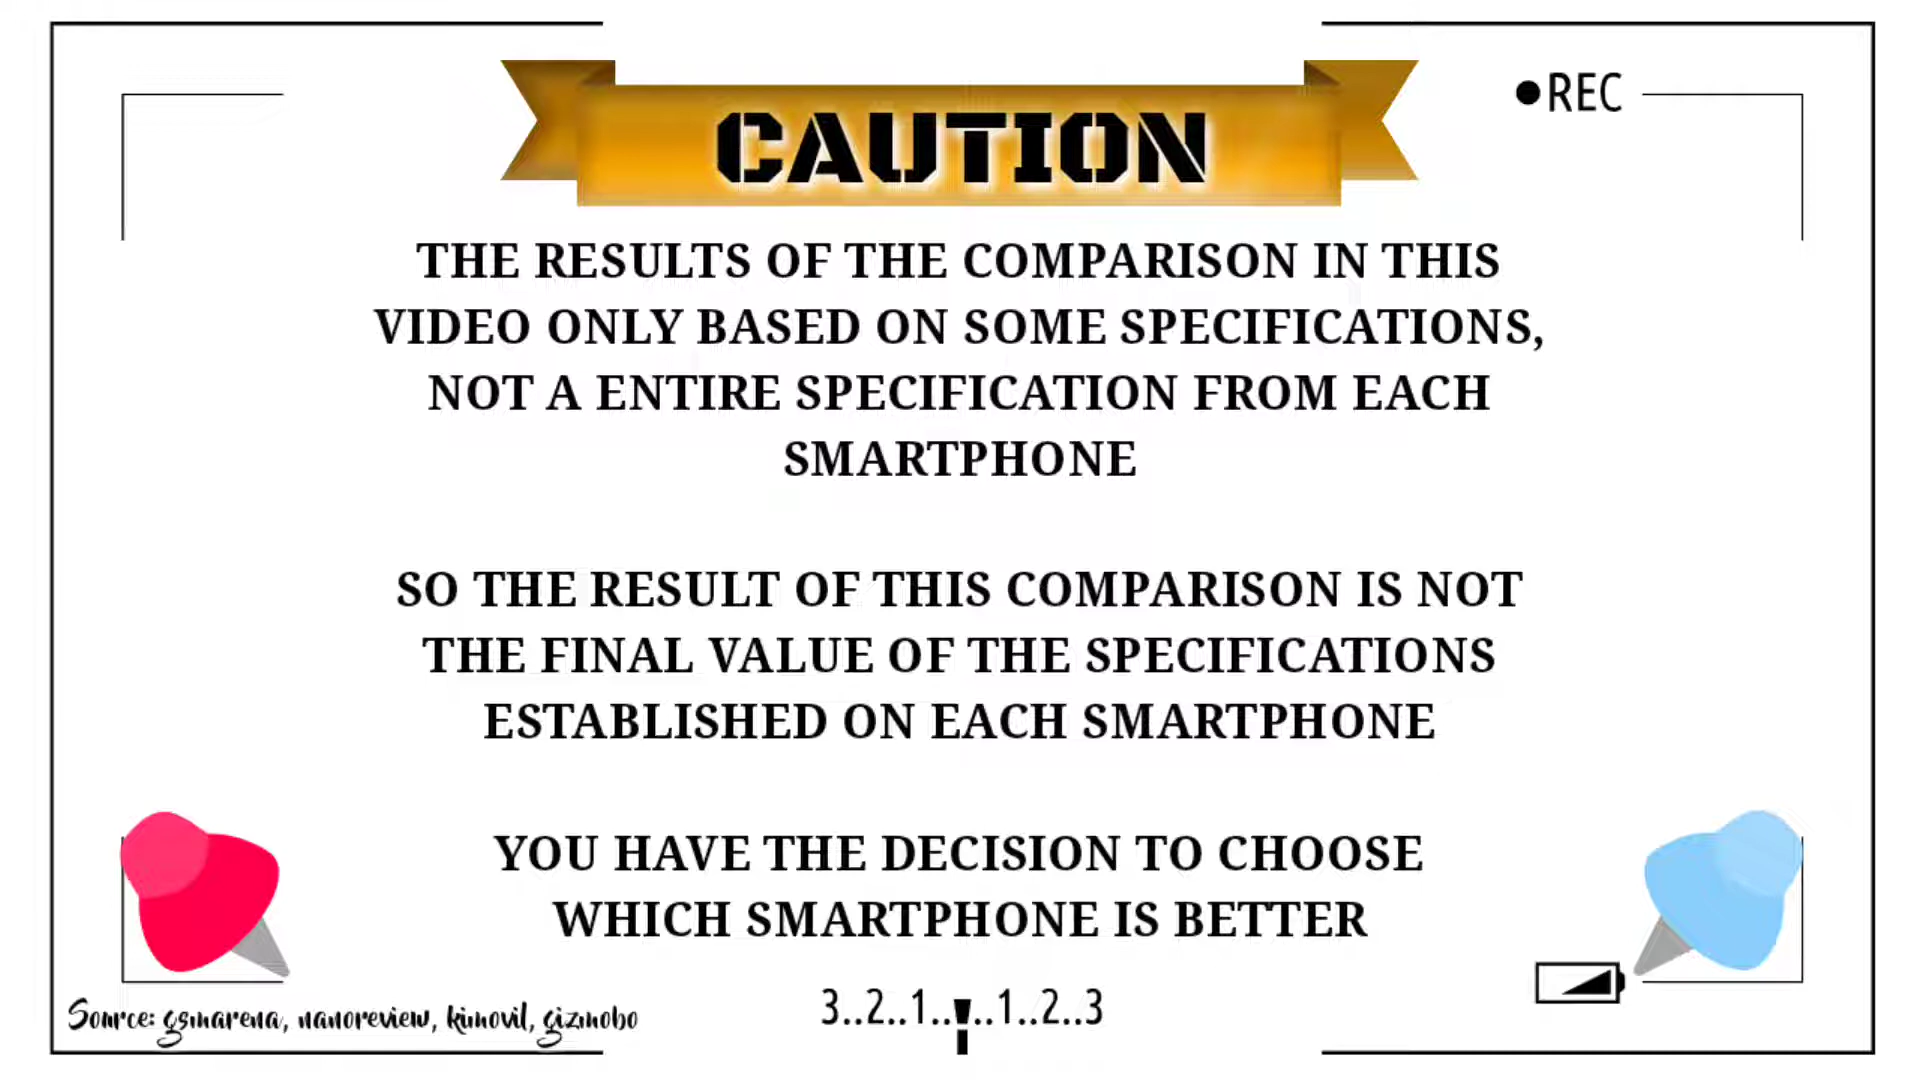 CAUTION
●REC
THE RESULTS OF THE COMPARISON IN THIS
VIDEO ONLY BASED ON SOME SPECIFICATIONS,
NOT A ENTIRE SPECIFICATION FROM EACH
SMARTPHONE
SO THE RESULT OF THIS COMPARISON IS NOT
THE FINAL VALUE OF THE SPECIFICATIONS
ESTABLISHED ON EACH SMARTPHONE
YOU HAVE THE DECISION TO CHOOSE
WHICH SMARTPHONE IS BETTER
3..2..1.. ..1..2..3
Source: gsmarena, nanoreview, kimovil, gizmobo